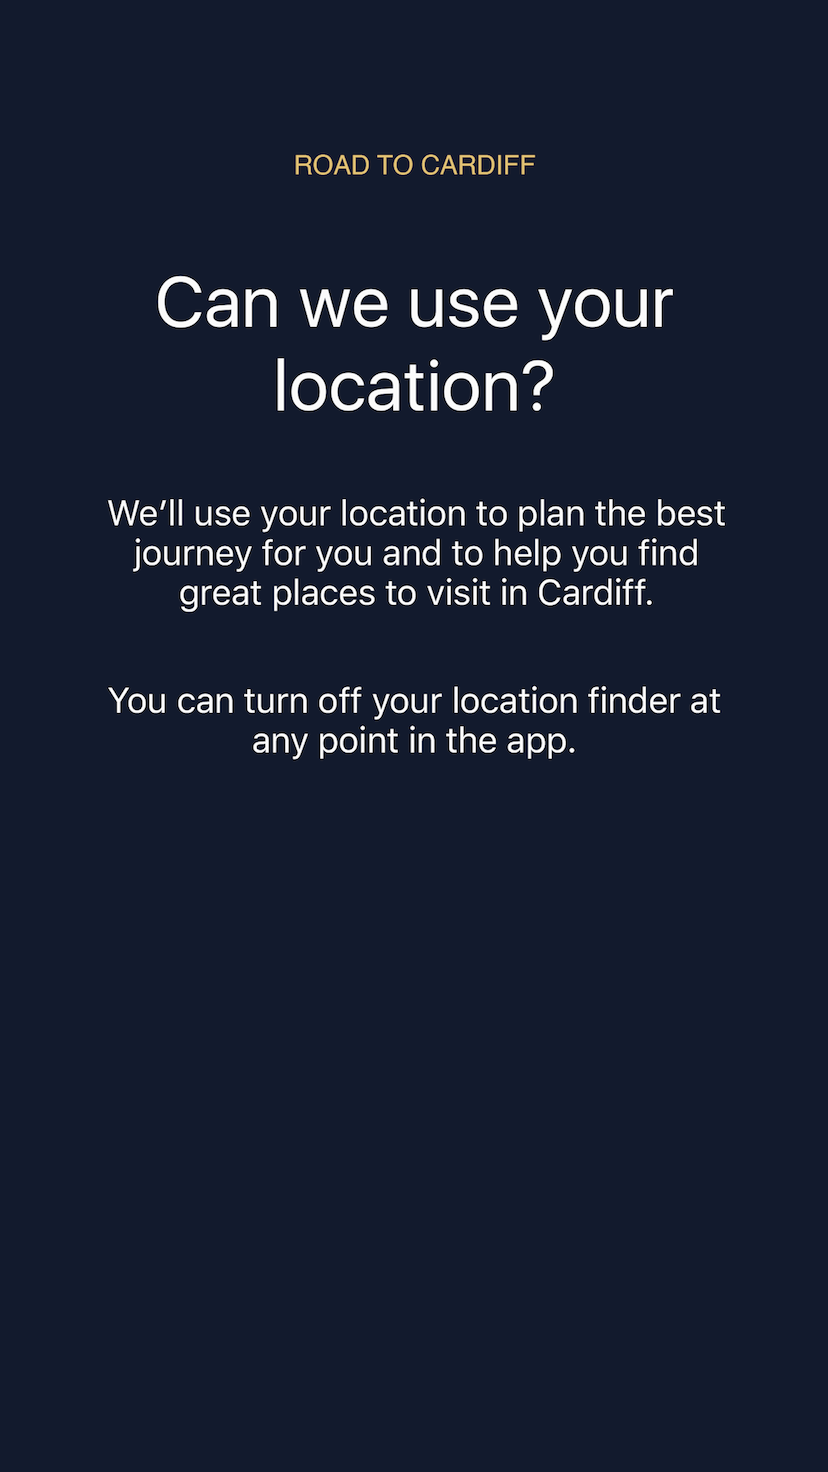 ROAD TO CARDIFF
Can we use your
location?
We’ll use your location to plan the best
journey for you and to help you find
great places to visit in Cardiff.
You can turn off your location finder at
any point in the app.